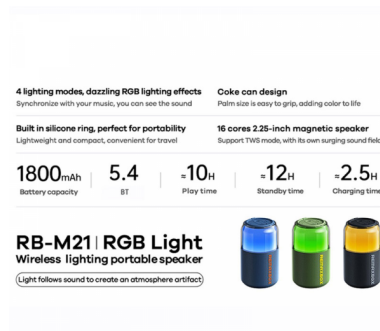 4 lighting modes, dazzling RGB lighting effects
Synchronize with your music, you can see the sound
Coke can design
Palm size is easy to grip, adding color to life
Built in silicone ring, perfect for portability
Lightweight and compact, convenient for travel
16 cores 2.25-inch magnetic speaker
Support TWS mode, with its own surging sound field
1800mAh
Battery capacity
5.4
BT
≈10H
Play time
≈12H
Standby time
≈2.5H
Charging time
RB-M21 | RGB Light
Wireless lighting portable speaker
Light follows sound to create an atmosphere artifact